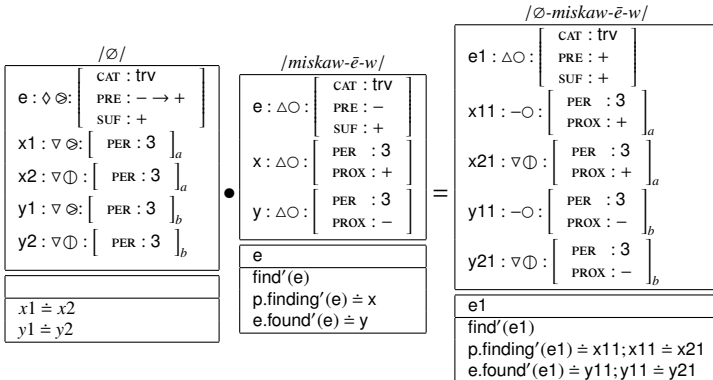 /∅/
e : ◊ ⧁: [ CAT : trv
PRE : − → +
SUF : + ]
x1 : ▽ ⧁: [ PER : 3 ]a
x2 : ▽ ⦶ : [ PER : 3 ]a
y1 : ▽ ⧁: [ PER : 3 ]b
y2 : ▽ ⦶ : [ PER : 3 ]b
x1 ≐ x2
y1 ≐ y2
•
/miskaw-ē-w/
e : △○ : [ CAT : trv
PRE : −
SUF : + ]
x : △○ : [ PER : 3
PROX : + ]
y : △○ : [ PER : 3
PROX : − ]
e
find′(e)
p.finding′(e) ≐ x
e.found′(e) ≐ y
=
/∅-miskaw-ē-w/
e1 : △○ : [ CAT : trv
PRE : +
SUF : + ]
x11 : −○ : [ PER : 3
PROX : + ]a
x21 : ▽⦶ : [ PER : 3
PROX : + ]a
y11 : −○ : [ PER : 3
PROX : − ]b
y21 : ▽⦶ : [ PER : 3
PROX : − ]b
e1
find′(e1)
p.finding′(e1) ≐ x11; x11 ≐ x21
e.found′(e1) ≐ y11; y11 ≐ y21